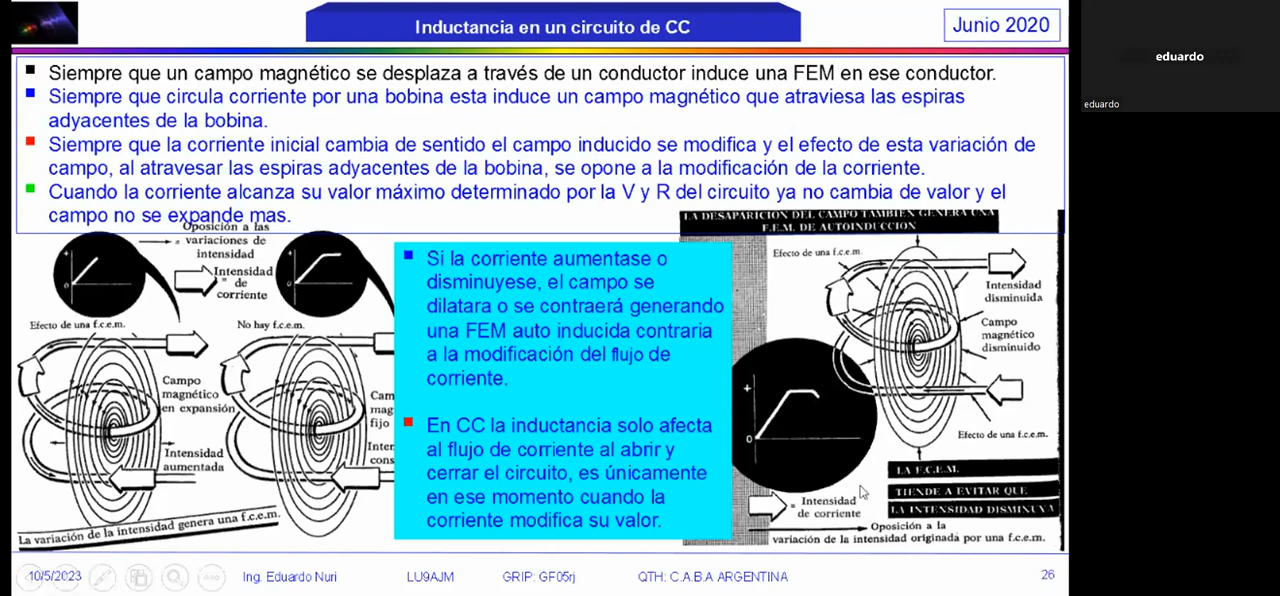 Inductancia en un circuito de CC
Junio 2020
eduardo
eduardo
Siempre que un campo magnético se desplaza a través de un conductor induce una FEM en ese conductor.
Siempre que circula corriente por una bobina esta induce un campo magnético que atraviesa las espiras
adyacentes de la bobina.
Siempre que la corriente inicial cambia de sentido el campo inducido se modifica y el efecto de esta variación de
campo, al atravesar las espiras adyacentes de la bobina, se opone a la modificación de la corriente.
Cuando la corriente alcanza su valor máximo determinado por la V y R del circuito ya no cambia de valor y el
campo no se expande mas.
Oposición a las
= variaciones de
intensidad
Intensidad
= de
corriente
Efecto de una f.c.e.m.
No hay f.c.e.m.
Campo
magnético
en expansión
Intensidad
aumentada
Cam
mag
fijo
Inter
cons
La variación de la intensidad genera una f.c.e.m.
Si la corriente aumentase o
disminuyese, el campo se
dilatara o se contraerá generando
una FEM auto inducida contraria
a la modificación del flujo de
corriente.
En CC la inductancia solo afecta
al flujo de corriente al abrir y
cerrar el circuito, es únicamente
en ese momento cuando la
corriente modifica su valor.
LA DESAPARICION DEL CAMPO TAMBIEN GENERA UNA
F.E.M. DE AUTOINDUCCION
Efecto de una f.c.e.m.
Intensidad
disminuida
Campo
magnético
disminuido
Efecto de una f.c.e.m.
+
0
LA F.C.E.M.
TIENDE A EVITAR QUE
LA INTENSIDAD DISMINUYA
= Intensidad
de corriente
= Oposición a la
variación de la intensidad originada por una f.c.e.m.
10/5/2023
Ing. Eduardo Nuri
LU9AJM
GRIP: GF05rj
QTH: C.A.B.A ARGENTINA
26